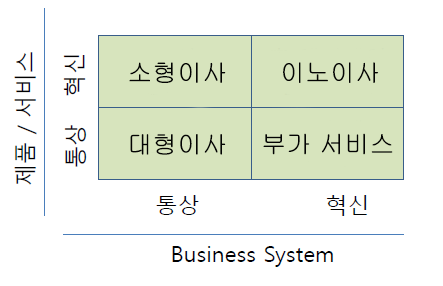 제품 / 서비스
혁신
소형이사
이노이사
통상
대형이사
부가 서비스
통상
혁신
Business System